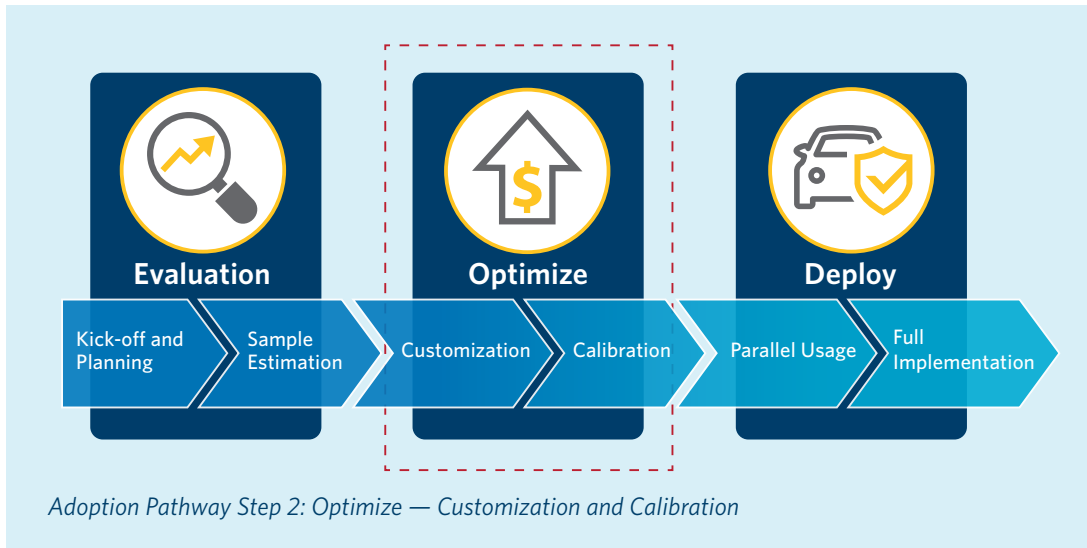 Evaluation
Optimize
Deploy
Kick-off and
Planning
Sample
Estimation
Customization
Calibration
Parallel Usage
Full
Implementation
$
Adoption Pathway Step 2: Optimize — Customization and Calibration